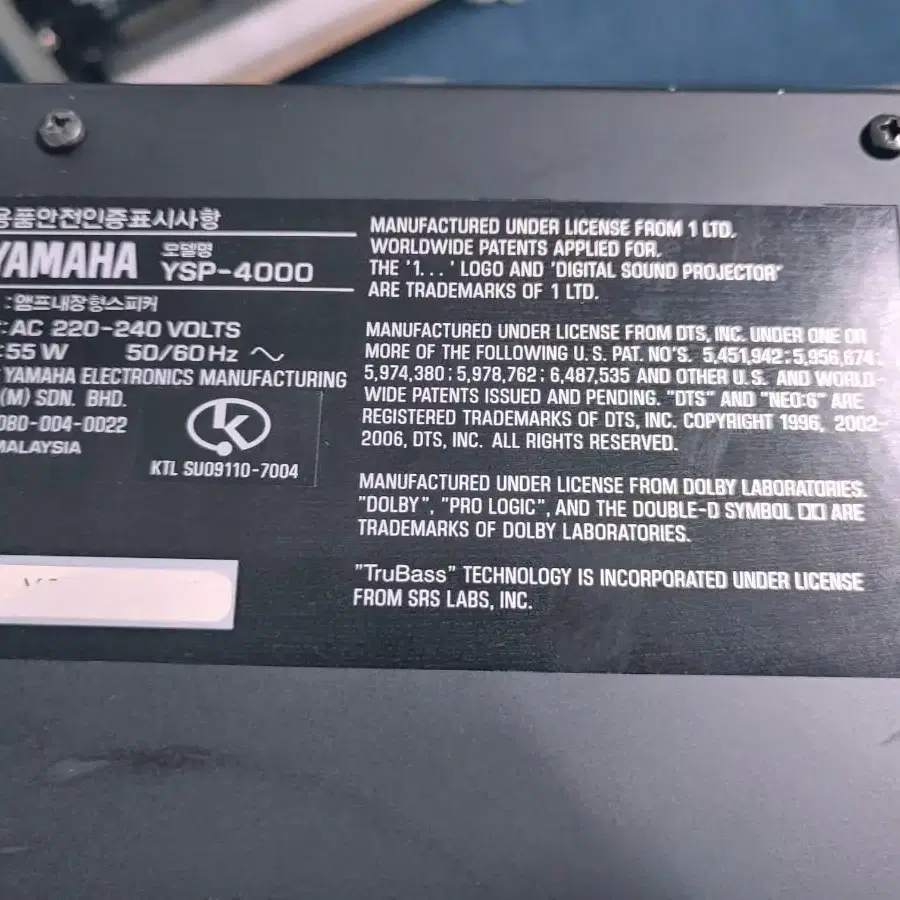 용품안전인증표시사항
YAMAHA 모델명 YSP-4000
: 앰프내장형스피커
: AC 220-240 VOLTS
: 55 W 50/60 Hz ~
YAMAHA ELECTRONICS MANUFACTURING
(M) SDN. BHD.
080-004-0022
MALAYSIA
KTL SU09110-7004
MANUFACTURED UNDER LICENSE FROM 1 LTD.
WORLDWIDE PATENTS APPLIED FOR.
THE '1...' LOGO AND 'DIGITAL SOUND PROJECTOR'
ARE TRADEMARKS OF 1 LTD.
MANUFACTURED UNDER LICENSE FROM DTS, INC. UNDER ONE OR
MORE OF THE FOLLOWING U.S. PAT. NO'S. 5,451,942; 5,956,674;
5,974,380; 5,978,762; 6,487,535 AND OTHER U.S. AND WORLD-
WIDE PATENTS ISSUED AND PENDING. "DTS" AND "NEO:6" ARE
REGISTERED TRADEMARKS OF DTS, INC. COPYRIGHT 1996, 2002-
2006, DTS, INC. ALL RIGHTS RESERVED.
MANUFACTURED UNDER LICENSE FROM DOLBY LABORATORIES.
"DOLBY", "PRO LOGIC", AND THE DOUBLE-D SYMBOL ARE
TRADEMARKS OF DOLBY LABORATORIES.
"TruBass" TECHNOLOGY IS INCORPORATED UNDER LICENSE
FROM SRS LABS, INC.